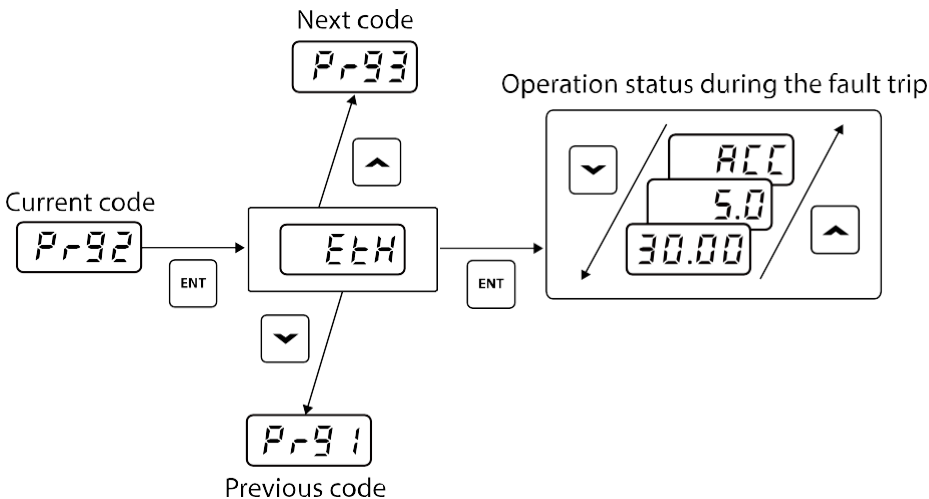 Next code
Pr93
Operation status during the fault trip
ACC
5.0
30.00
Current code
Pr92
ENT
EtH
ENT
Pr91
Previous code